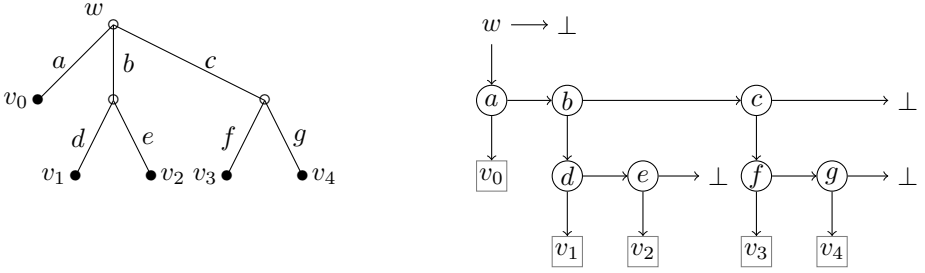 w
a b c
v₀
d e f g
v₁ v₂ v₃ v₄
w ⊥
a b c ⊥
v₀ d e ⊥ f g ⊥
v₁ v₂ v₃ v₄